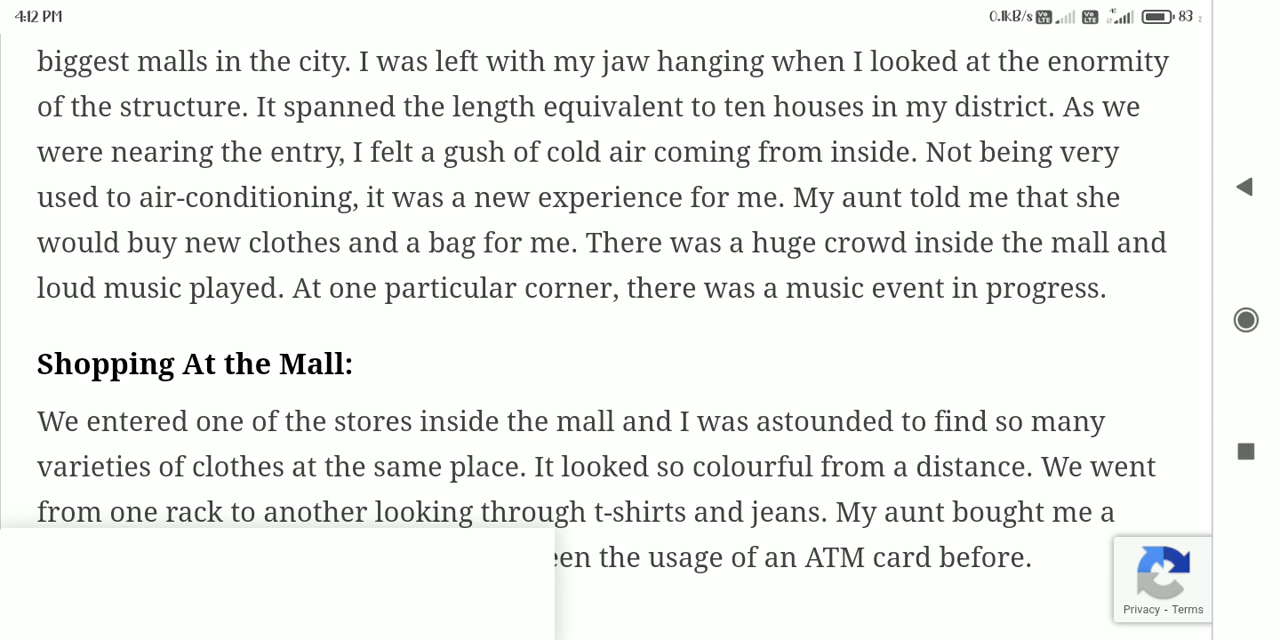 4:12 PM
0.1kB/s Vo LTE Vo LTE 4G 83
biggest malls in the city. I was left with my jaw hanging when I looked at the enormity
of the structure. It spanned the length equivalent to ten houses in my district. As we
were nearing the entry, I felt a gush of cold air coming from inside. Not being very
used to air-conditioning, it was a new experience for me. My aunt told me that she
would buy new clothes and a bag for me. There was a huge crowd inside the mall and
loud music played. At one particular corner, there was a music event in progress.
Shopping At the Mall:
We entered one of the stores inside the mall and I was astounded to find so many
varieties of clothes at the same place. It looked so colourful from a distance. We went
from one rack to another looking through t-shirts and jeans. My aunt bought me a
the usage of an ATM card before.
Privacy - Terms